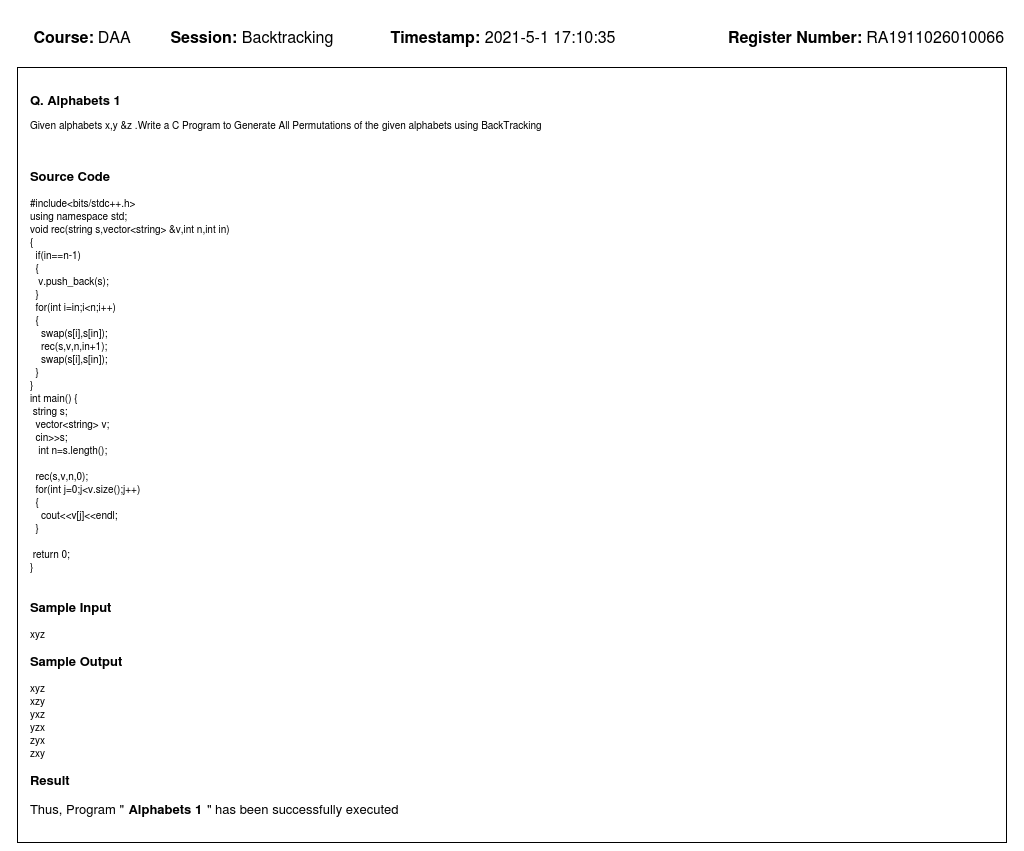 Course: DAA Session: Backtracking Timestamp: 2021-5-1 17:10:35 Register Number: RA1911026010066
Q. Alphabets 1
Given alphabets x,y &z .Write a C Program to Generate All Permutations of the given alphabets using BackTracking
Source Code
#include<bits/stdc++.h>
using namespace std;
void rec(string s,vector<string> &v,int n,int in)
{
  if(in==n-1)
  {
   v.push_back(s);
  }
  for(int i=in;i<n;i++)
  {
    swap(s[i],s[in]);
    rec(s,v,n,in+1);
    swap(s[i],s[in]);
  }
}
int main() {
 string s;
  vector<string> v;
  cin>>s;
   int n=s.length();
  rec(s,v,n,0);
  for(int j=0;j<v.size();j++)
  {
    cout<<v[j]<<endl;
  }
 return 0;
}
Sample Input
xyz
Sample Output
xyz
xzy
yxz
yzx
zyx
zxy
Result
Thus, Program " Alphabets 1 " has been successfully executed